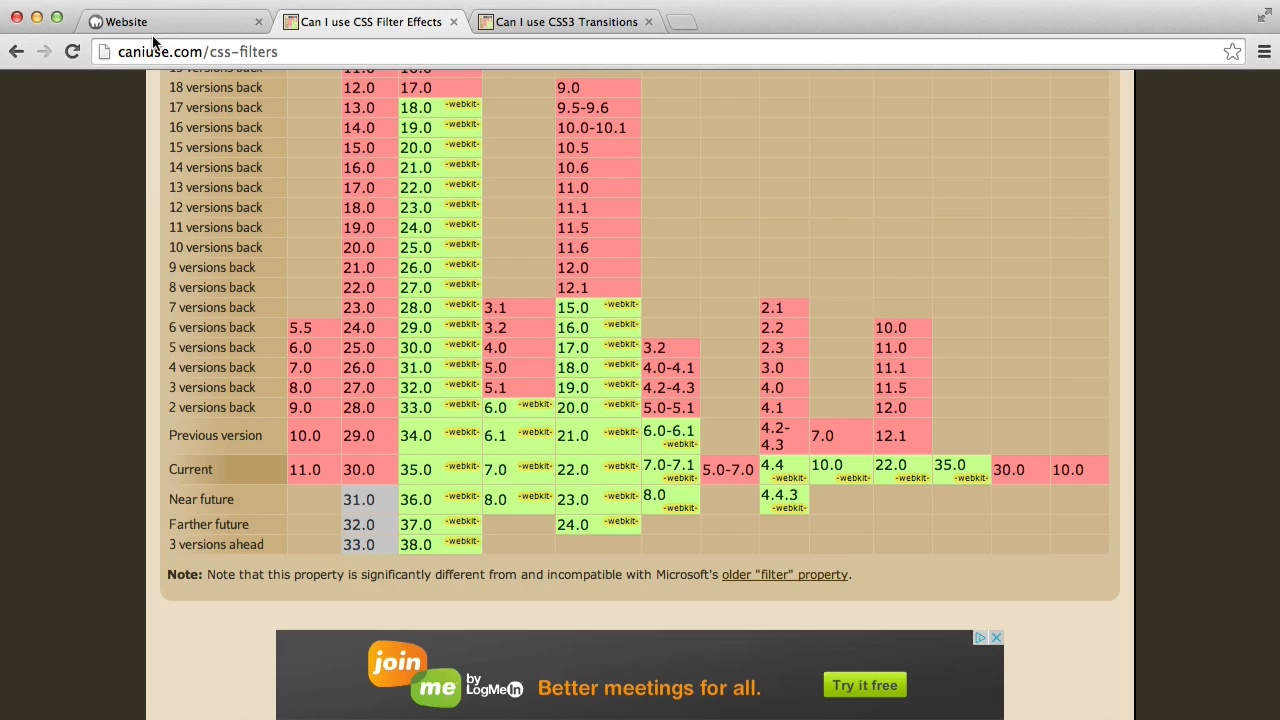 Website
Can I use CSS Filter Effects
Can I use CSS3 Transitions
caniuse.com/css-filters
18 versions back 12.0 17.0 9.0
17 versions back 13.0 18.0 -webkit- 9.5-9.6
16 versions back 14.0 19.0 -webkit- 10.0-10.1
15 versions back 15.0 20.0 -webkit- 10.5
14 versions back 16.0 21.0 -webkit- 10.6
13 versions back 17.0 22.0 -webkit- 11.0
12 versions back 18.0 23.0 -webkit- 11.1
11 versions back 19.0 24.0 -webkit- 11.5
10 versions back 20.0 25.0 -webkit- 11.6
9 versions back 21.0 26.0 -webkit- 12.0
8 versions back 22.0 27.0 -webkit- 12.1
7 versions back 23.0 28.0 -webkit- 3.1 15.0 -webkit- 2.1
6 versions back 5.5 24.0 29.0 -webkit- 3.2 16.0 -webkit- 2.2 10.0
5 versions back 6.0 25.0 30.0 -webkit- 4.0 17.0 -webkit- 3.2 2.3 11.0
4 versions back 7.0 26.0 31.0 -webkit- 5.0 18.0 -webkit- 4.0-4.1 3.0 11.1
3 versions back 8.0 27.0 32.0 -webkit- 5.1 19.0 -webkit- 4.2-4.3 4.0 11.5
2 versions back 9.0 28.0 33.0 -webkit- 6.0 -webkit- 20.0 -webkit- 5.0-5.1 4.1 12.0
Previous version 10.0 29.0 34.0 -webkit- 6.1 -webkit- 21.0 -webkit- 6.0-6.1 -webkit- 4.2-4.3 7.0 12.1
Current 11.0 30.0 35.0 -webkit- 7.0 -webkit- 22.0 -webkit- 7.0-7.1 -webkit- 5.0-7.0 4.4 -webkit- 10.0 -webkit- 22.0 -webkit- 35.0 -webkit- 30.0 10.0
Near future 31.0 36.0 -webkit- 8.0 -webkit- 23.0 -webkit- 8.0 -webkit- 4.4.3 -webkit-
Farther future 32.0 37.0 -webkit- 24.0 -webkit-
3 versions ahead 33.0 38.0 -webkit-
Note: Note that this property is significantly different from and incompatible with Microsoft's older "filter" property.
join
me by
LogMeIn
Better meetings for all.
Try it free